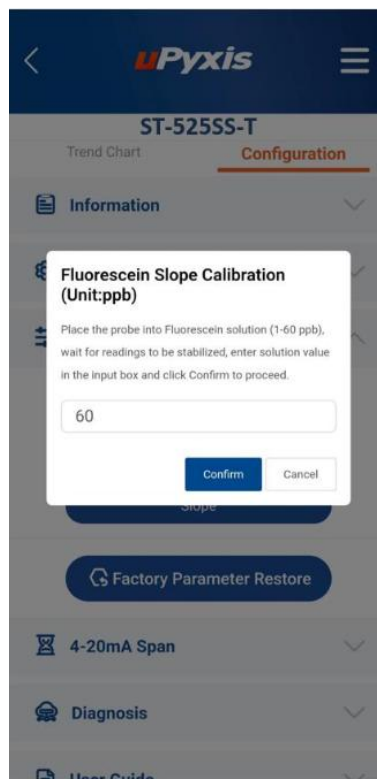 uPyxis
ST-525SS-T
Trend Chart
Configuration
Information
Fluorescein Slope Calibration
(Unit:ppb)
Place the probe into Fluorescein solution (1-60 ppb),
wait for readings to be stabilized, enter solution value
in the input box and click Confirm to proceed.
60
Confirm
Cancel
Slope
Factory Parameter Restore
4-20mA Span
Diagnosis
User Guide